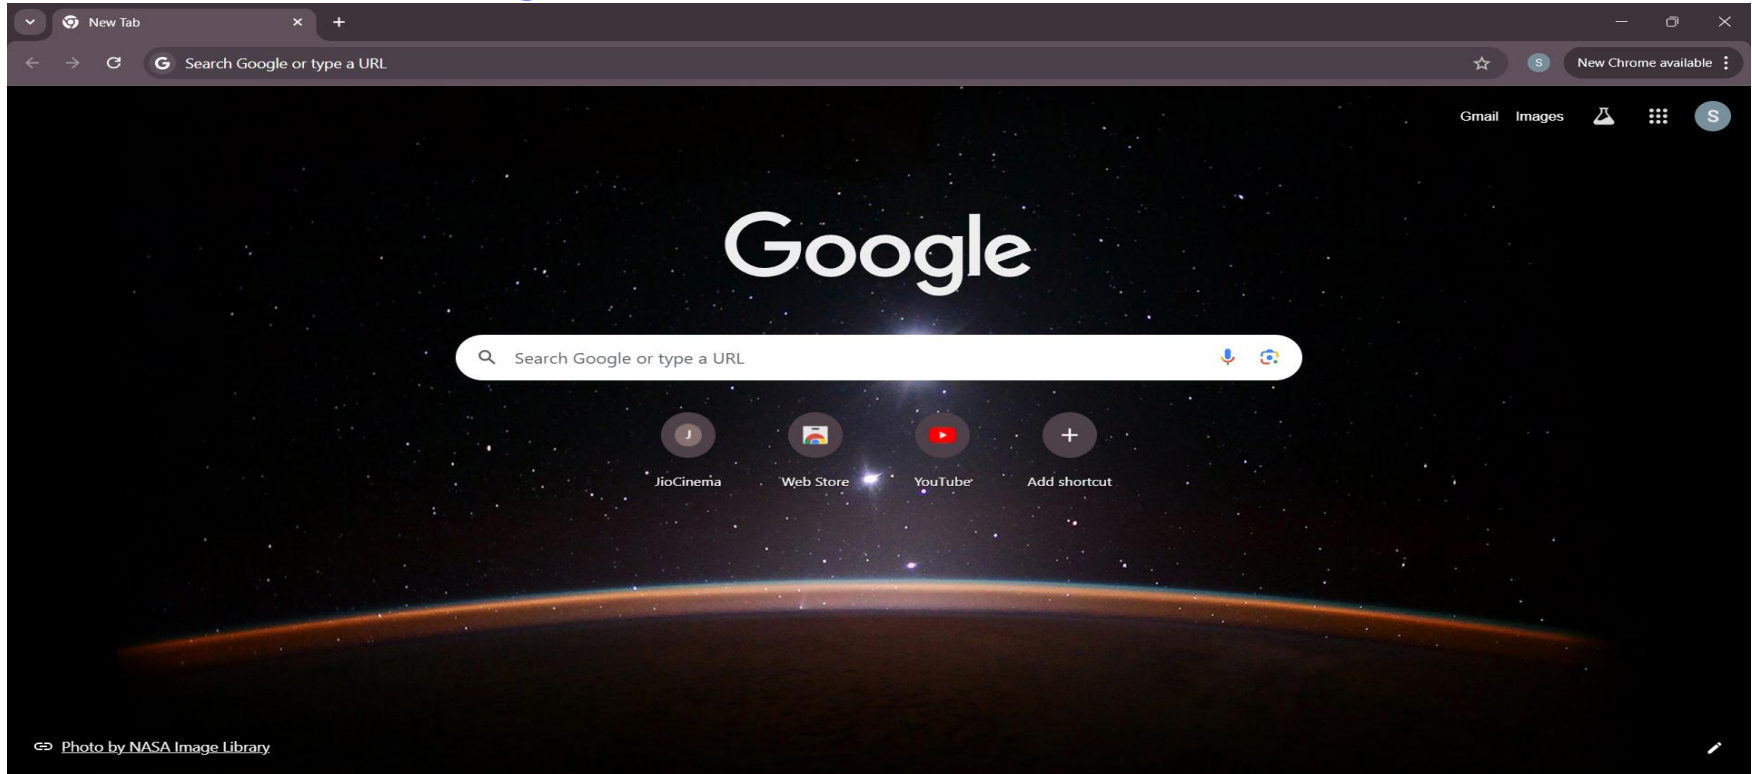 New Tab
G Search Google or type a URL
S
New Chrome available
Gmail Images
S
Google
Search Google or type a URL
J
JioCinema Web Store YouTube Add shortcut
Photo by NASA Image Library